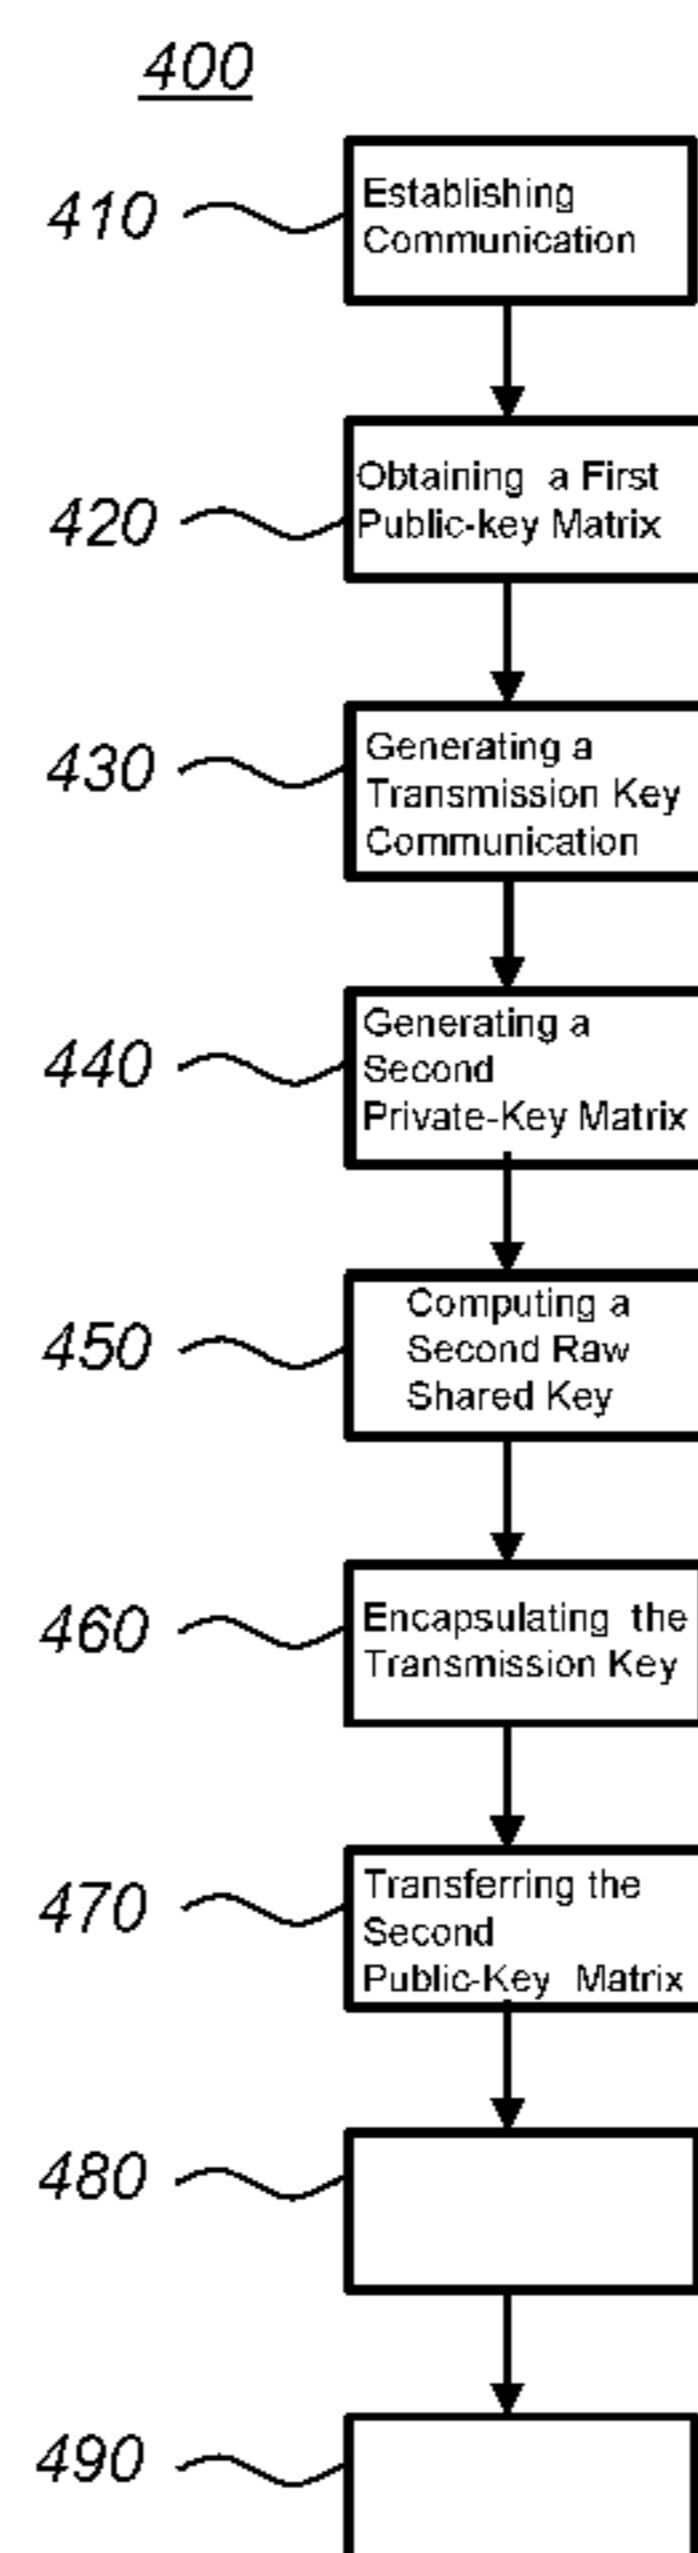 400
410
Establishing
Communication
420
Obtaining a First
Public-key Matrix
430
Generating a
Transmission Key
Communication
440
Generating a
Second
Private-Key Matrix
450
Computing a
Second Raw
Shared Key
460
Encapsulating the
Transmission Key
470
Transferring the
Second
Public-Key Matrix
480
490